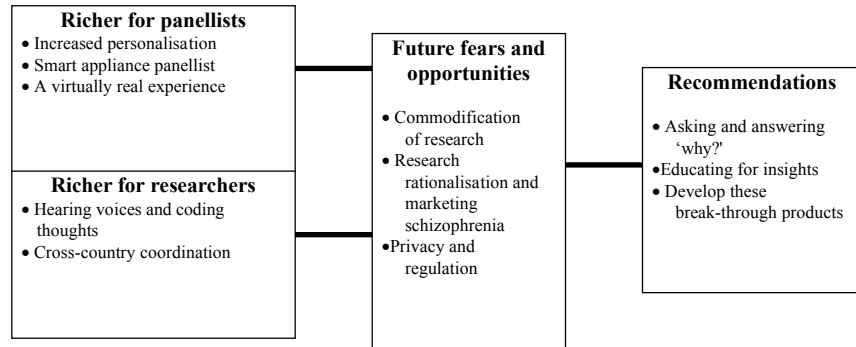 Richer for panellists
• Increased personalisation
• Smart appliance panellist
• A virtually real experience
Richer for researchers
• Hearing voices and coding
thoughts
• Cross-country coordination
Future fears and
opportunities
• Commodification
of research
• Research
rationalisation and
marketing
schizophrenia
•Privacy and
regulation
Recommendations
• Asking and answering
‘why?'
•Educating for insights
• Develop these
break-through products